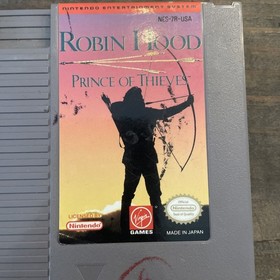 NINTENDO ENTERTAINMENT SYSTEM
NES-7R-USA
ROBIN HOOD
PRINCE OF THIEVES
LICENSED BY
Nintendo
Virgin
GAMES
Nintendo
MADE IN JAPAN